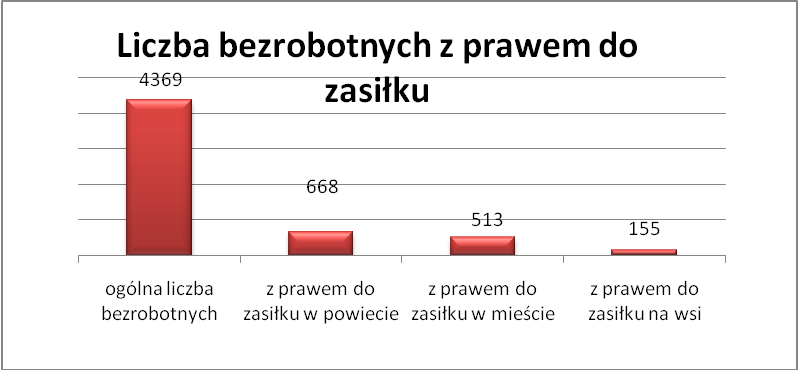 Liczba bezrobotnych z prawem do
zasiłku
4369
668
513
155
ogólna liczba
bezrobotnych
z prawem do
zasiłku w powiecie
z prawem do
zasiłku w mieście
z prawem do
zasiłku na wsi